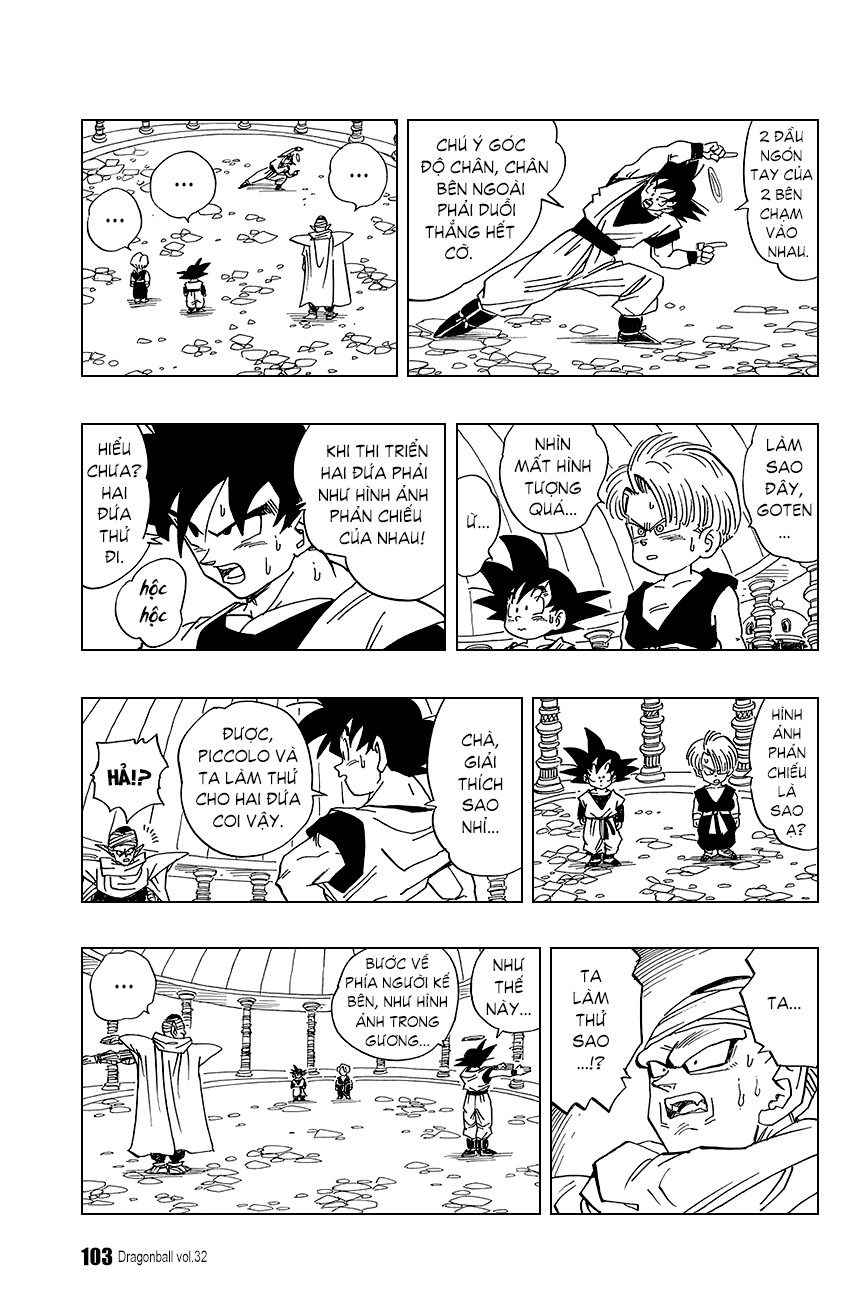 2 ĐẦU
NGÓN
TAY CỦA
2 BÊN
CHẠM
VÀO
NHAU.
CHÚ Ý GÓC
ĐỘ CHÂN, CHÂN
BÊN NGOÀI
PHẢI DUỖI
THẲNG HẾT
CỠ.
...
...
...
LÀM
SAO
ĐÂY,
GOTEN
...
NHÌN
MẤT HÌNH
TƯỢNG
QUÁ...
Ừ...
KHI THI TRIỂN
HAI ĐỨA PHẢI
NHƯ HÌNH ẢNH
PHẢN CHIẾU
CỦA NHAU!
HIỂU
CHƯA?
HAI
ĐỨA
THỬ
ĐI.
HỘC
HỘC
HÌNH
ẢNH
PHẢN
CHIẾU
LÀ
SAO
Ạ?
CHÀ,
GIẢI
THÍCH
SAO
NHỈ...
ĐƯỢC,
PICCOLO VÀ
TA LÀM THỬ
CHO HAI ĐỨA
COI VẬY.
HẢ!?
TA...
TA
LÀM
THỬ
SAO
...!?
NHƯ
THẾ
NÀY...
BƯỚC VỀ
PHÍA NGƯỜI KẾ
BÊN, NHƯ HÌNH
ẢNH TRONG
GƯƠNG...
...
103 Dragonball vol.32